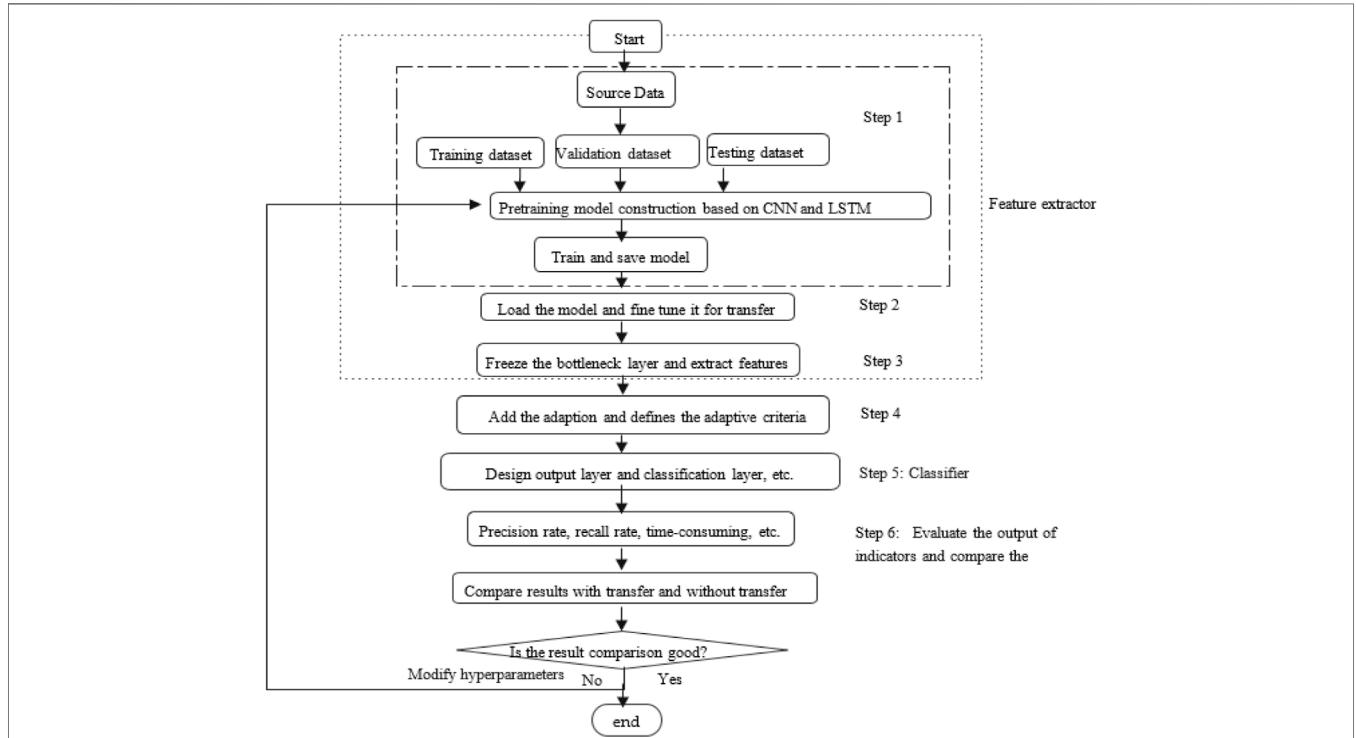 Start
Source Data
Step 1
Training dataset
Validation dataset
Testing dataset
Pretraining model construction based on CNN and LSTM
Feature extractor
Train and save model
Load the model and fine tune it for transfer
Step 2
Freeze the bottleneck layer and extract features
Step 3
Add the adaption and defines the adaptive criteria
Step 4
Design output layer and classification layer, etc.
Step 5: Classifier
Precision rate, recall rate, time-consuming, etc.
Step 6: Evaluate the output of
indicators and compare the
Compare results with transfer and without transfer
Is the result comparison good?
Modify hyperparameters
No
Yes
end